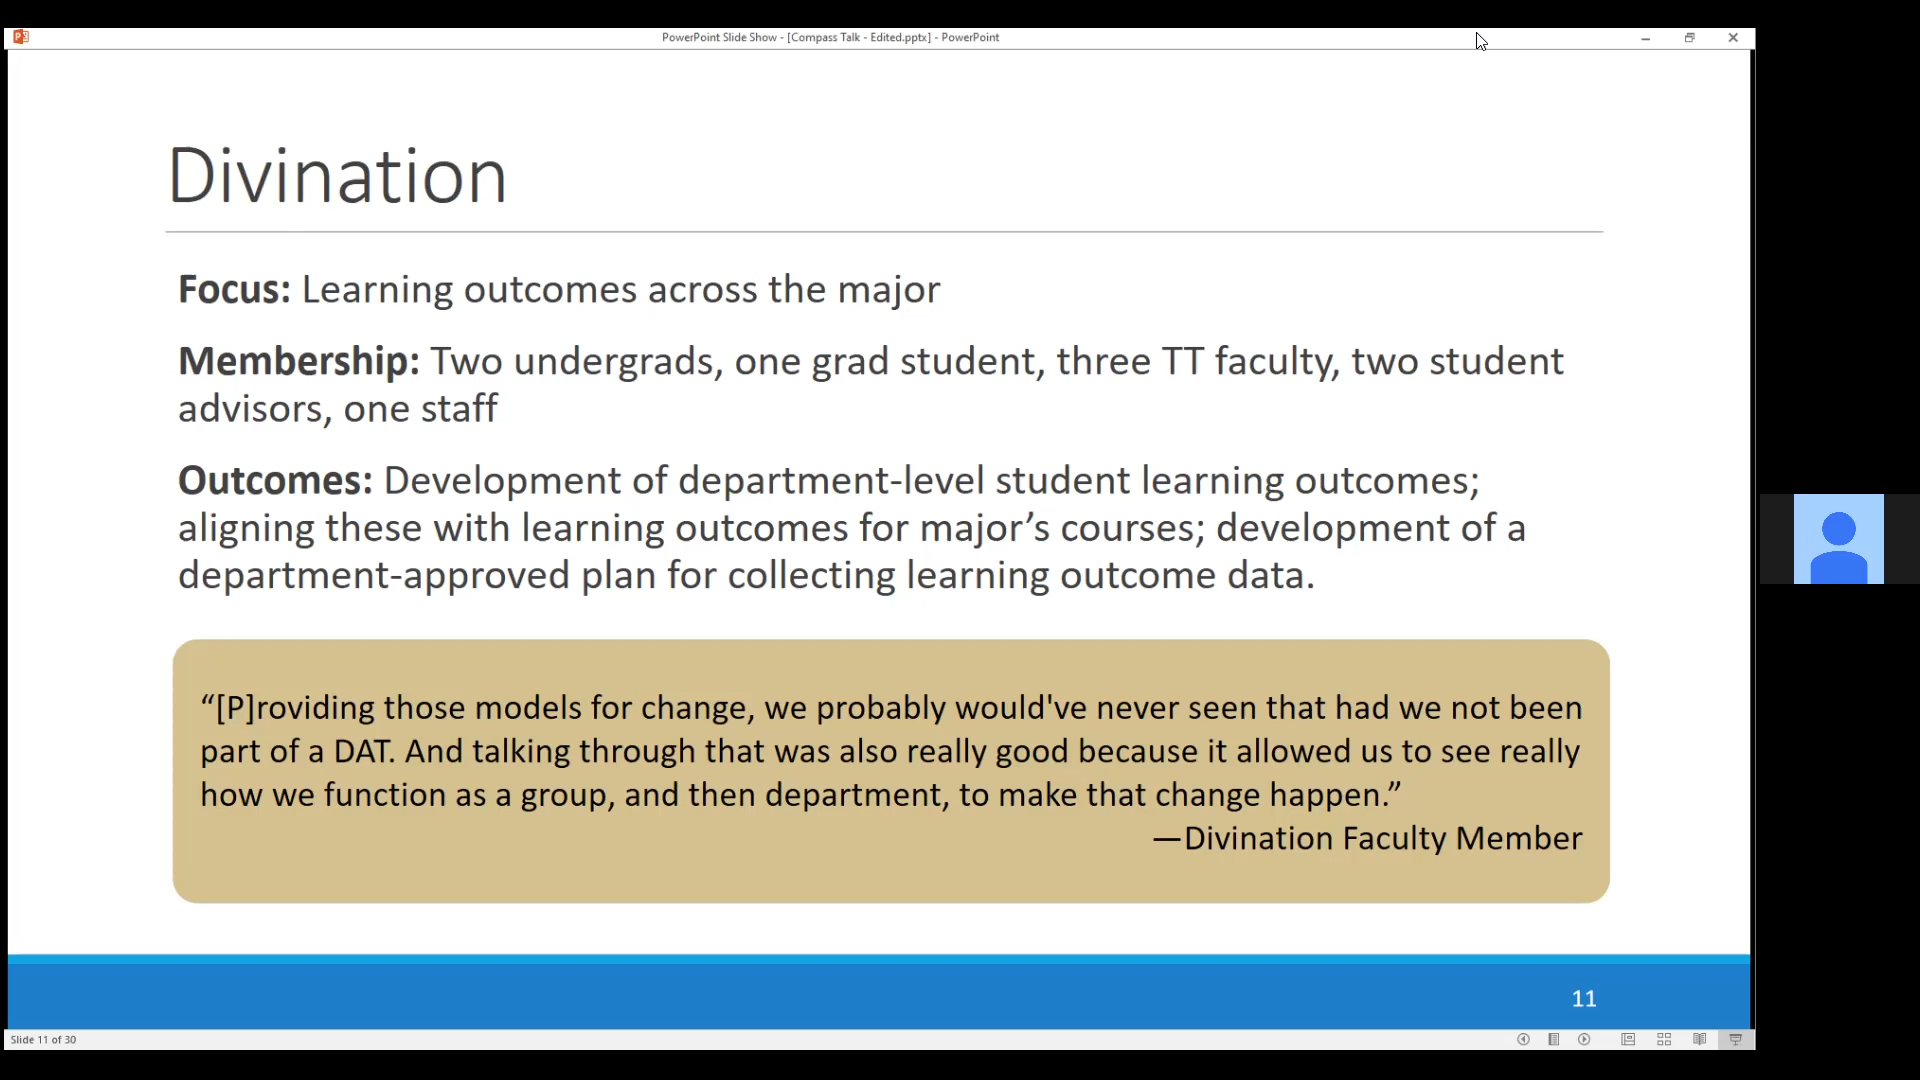 PowerPoint Slide Show - [Compass Talk - Edited.pptx] - PowerPoint
Divination
Focus: Learning outcomes across the major
Membership: Two undergrads, one grad student, three TT faculty, two student
advisors, one staff
Outcomes: Development of department-level student learning outcomes;
aligning these with learning outcomes for major’s courses; development of a
department-approved plan for collecting learning outcome data.
“[P]roviding those models for change, we probably would've never seen that had we not been
part of a DAT. And talking through that was also really good because it allowed us to see really
how we function as a group, and then department, to make that change happen.”
—Divination Faculty Member
11
Slide 11 of 30